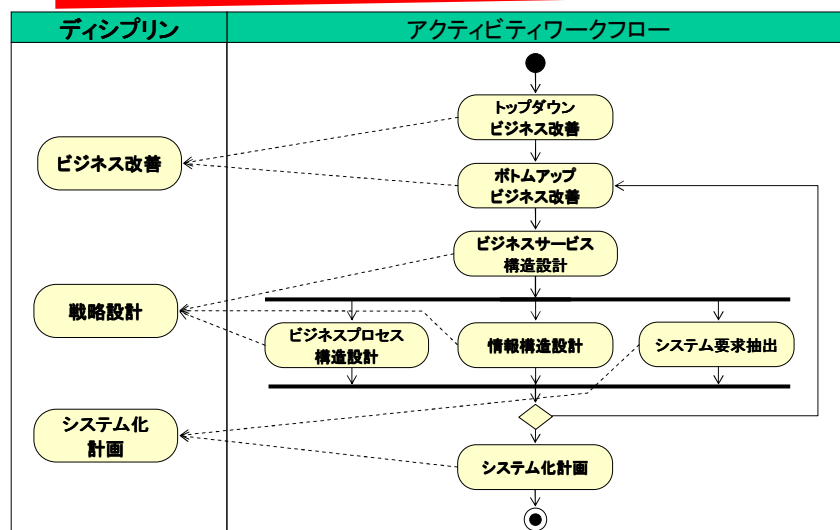 ディシプリン
アクティビティワークフロー
トップダウン
ビジネス改善
ビジネス改善
ボトムアップ
ビジネス改善
ビジネスサービス
構造設計
戦略設計
ビジネスプロセス
構造設計
情報構造設計
システム要求抽出
システム化
計画
システム化計画